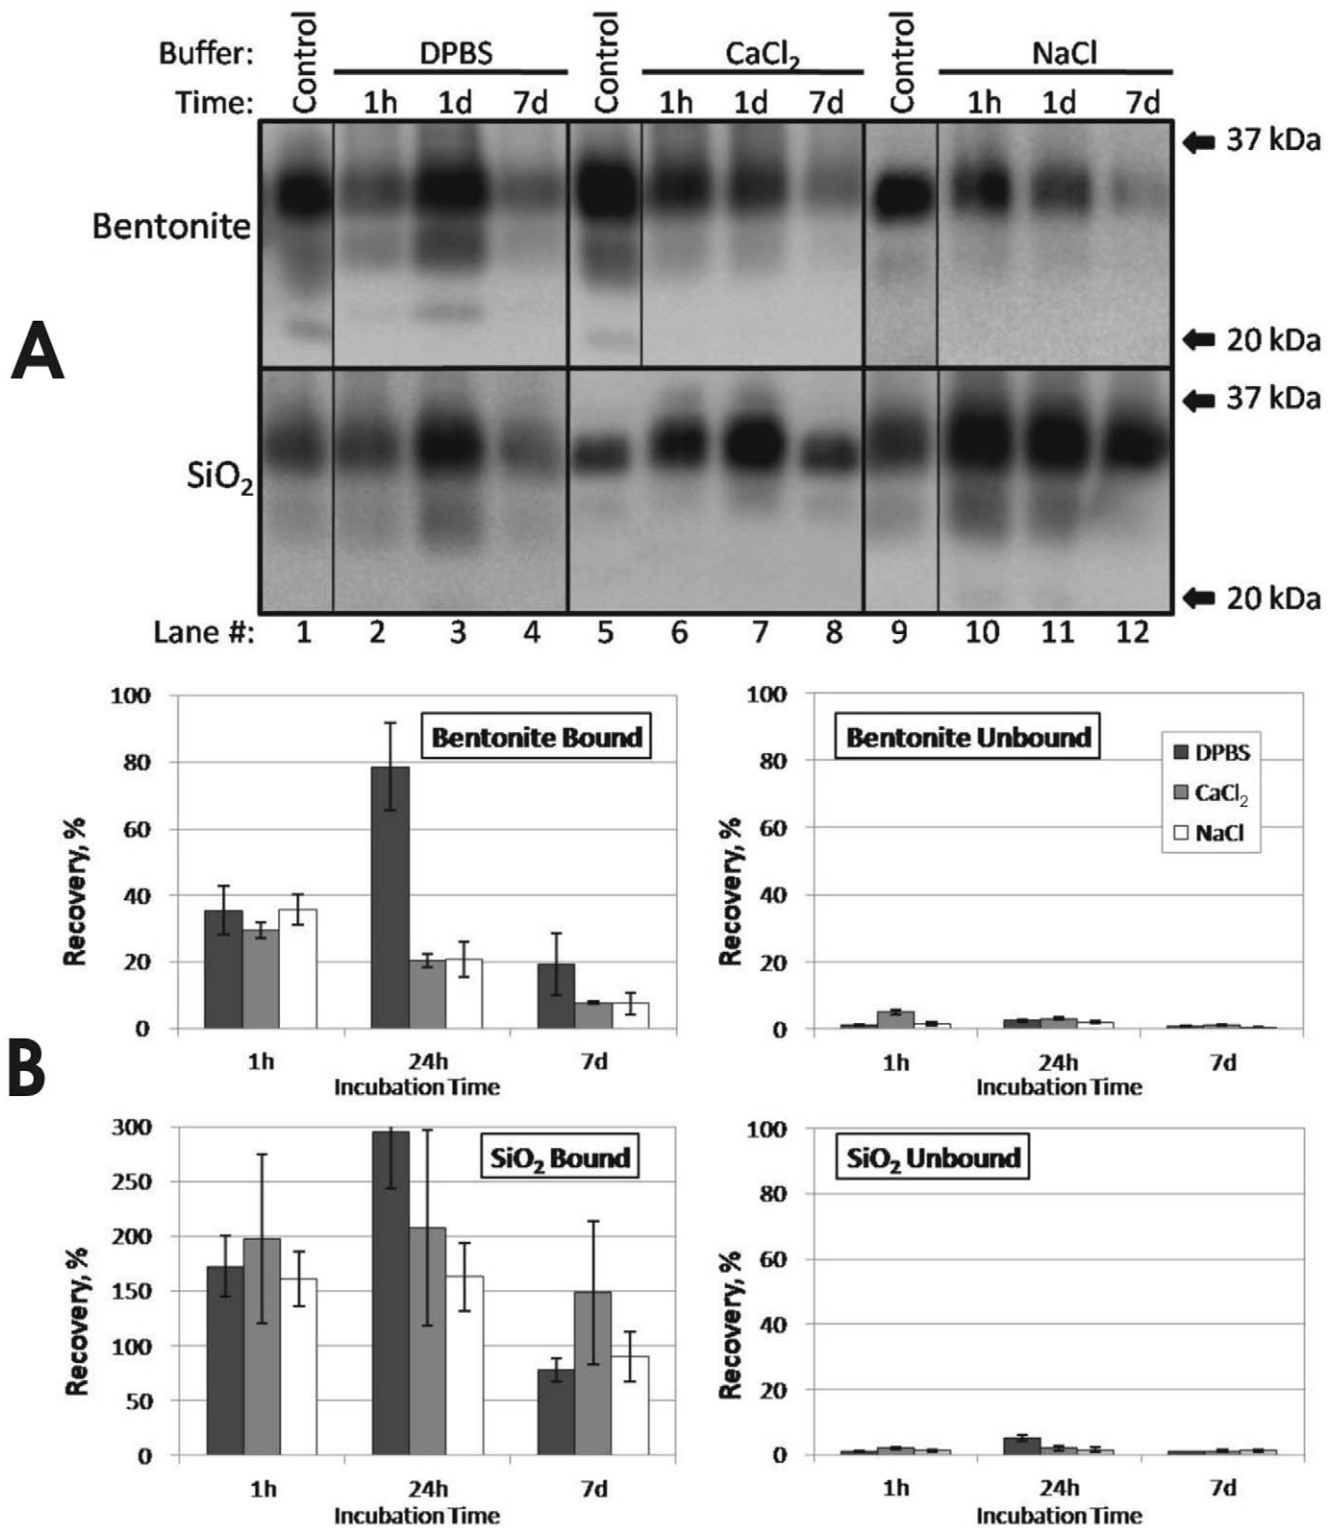 Buffer: Control DPBS Control CaCl₂ Control NaCl
Time: 1h 1d 7d 1h 1d 7d 1h 1d 7d
37 kDa
Bentonite
20 kDa
A
37 kDa
SiO₂
20 kDa
Lane #: 1 2 3 4 5 6 7 8 9 10 11 12
B
Bentonite Bound
Recovery, %
100
80
60
40
20
0
1h 24h 7d
Incubation Time
Bentonite Unbound
DPBS
CaCl₂
NaCl
Recovery, %
100
80
60
40
20
0
1h 24h 7d
Incubation Time
SiO₂ Bound
Recovery, %
300
250
200
150
100
50
0
1h 24h 7d
Incubation Time
SiO₂ Unbound
Recovery, %
100
80
60
40
20
0
1h 24h 7d
Incubation Time